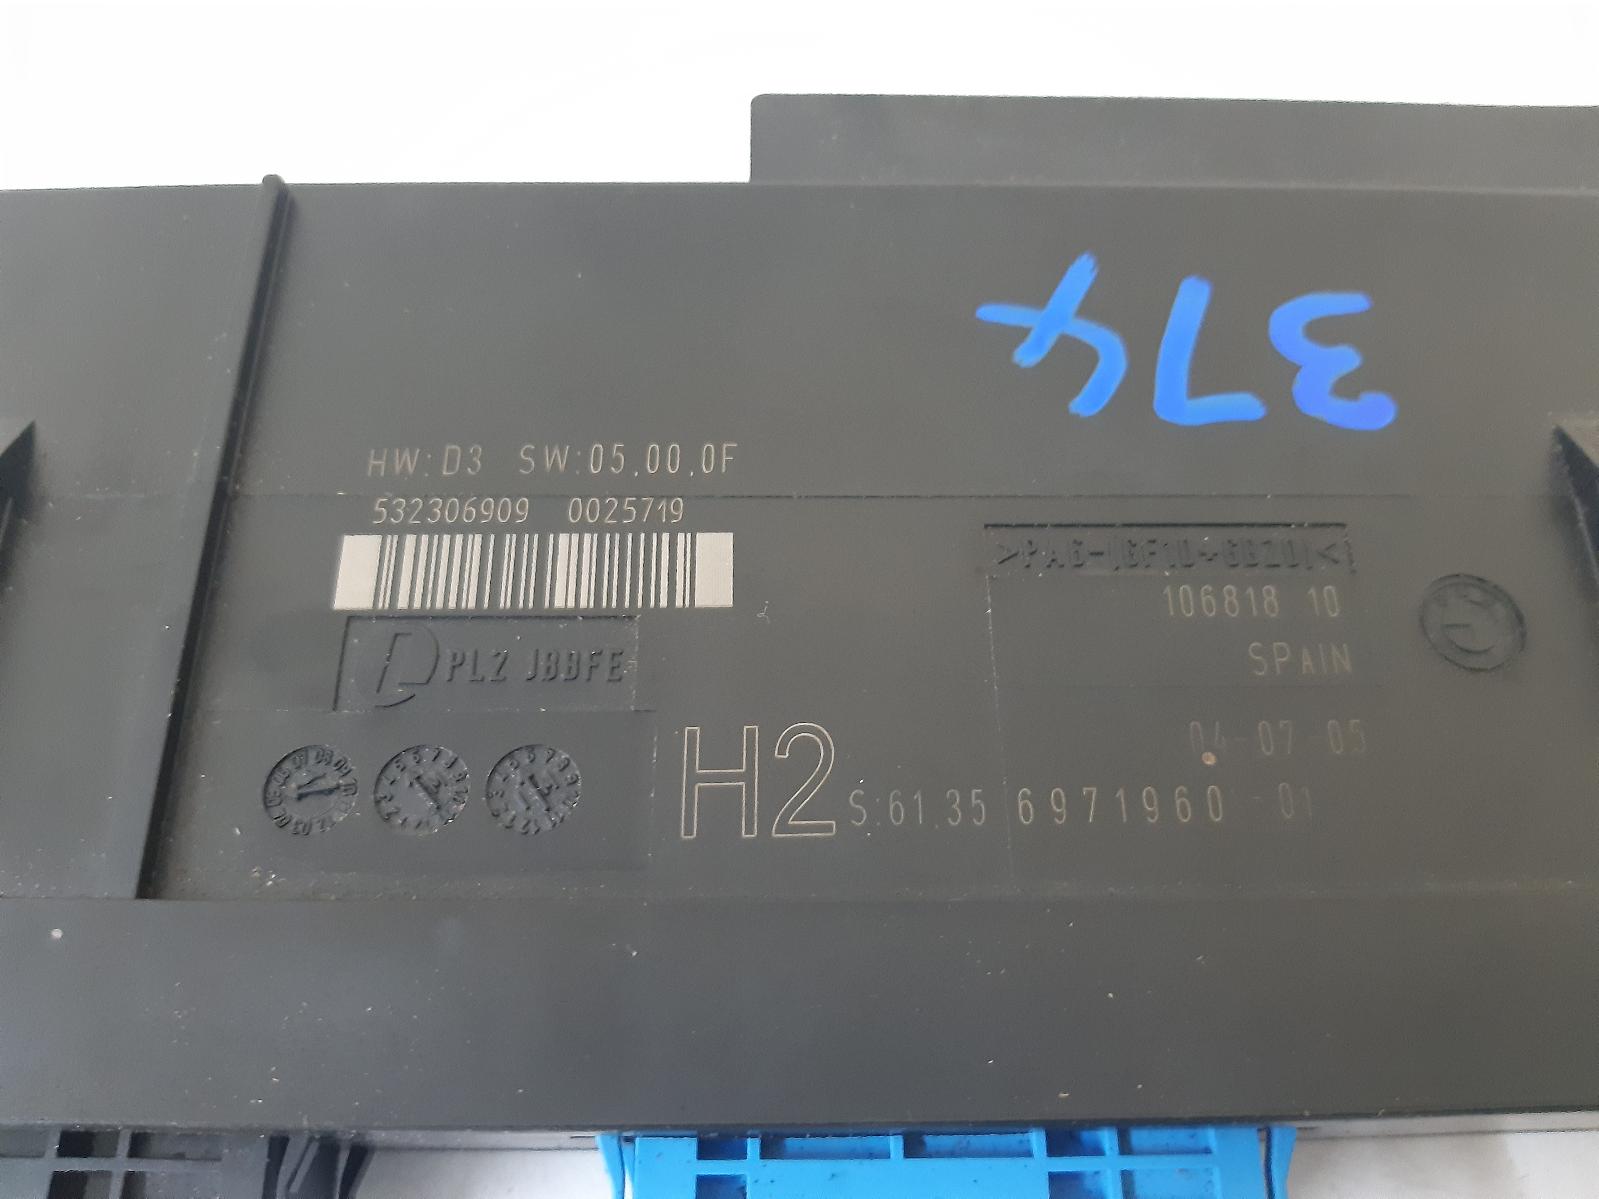 374
HW:D3 SW:05.00.0F
532306909 0025719
>PA6-(GF10+GB20)<
106818 10
SPAIN
PL2 JBBFE
04-07-05
H2 S:61.35 6971960 01